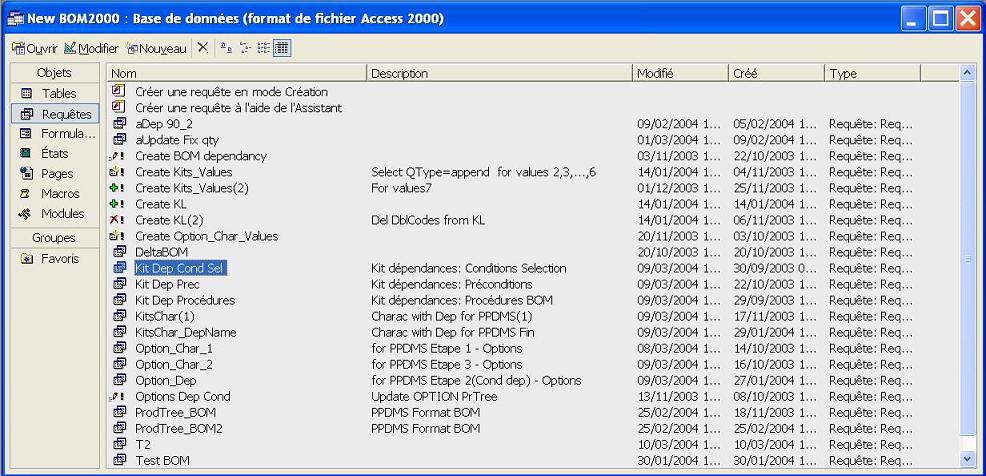 New BOM2000 : Base de données (format de fichier Access 2000)
Ouvrir Modifier Nouveau
Objets Nom Description Modifié Créé Type
Tables
Requêtes
Formula...
États
Pages
Macros
Modules
Groupes
Favoris
Créer une requête en mode Création
Créer une requête à l'aide de l'Assistant
aDep 90_2 09/02/2004 1... 05/02/2004 1... Requête: Req...
aUpdate Fix qty 01/03/2004 1... 09/02/2004 1... Requête: Req...
Create BOM dependancy 03/11/2003 1... 22/10/2003 1... Requête: Req...
Create Kits_Values Select QType=append for values 2,3,...,6 14/01/2004 1... 04/11/2003 1... Requête: Req...
Create Kits_Values(2) For values7 01/12/2003 1... 25/11/2003 1... Requête: Req...
Create KL 14/01/2004 1... 14/01/2004 1... Requête: Req...
Create KL(2) Del DblCodes from KL 14/01/2004 1... 06/11/2003 1... Requête: Req...
Create Option_Char_Values 20/11/2003 1... 03/10/2003 1... Requête: Req...
DeltaBOM 20/10/2003 1... 20/10/2003 1... Requête: Req...
Kit Dep Cond Sel Kit dépendances: Conditions Selection 09/03/2004 1... 30/09/2003 0... Requête: Req...
Kit Dep Prec Kit dépendances: Préconditions 09/03/2004 1... 22/10/2003 1... Requête: Req...
Kit Dep Procédures Kit dépendances: Procédures BOM 09/03/2004 1... 29/09/2003 1... Requête: Req...
KitsChar(1) Charac with Dep for PPDMS(1) 09/03/2004 1... 17/11/2003 1... Requête: Req...
KitsChar_DepName Charac with Dep for PPDMS Fin 09/03/2004 1... 29/01/2004 1... Requête: Req...
Option_Char_1 for PPDMS Etape 1 - Options 08/03/2004 1... 14/10/2003 1... Requête: Req...
Option_Char_2 for PPDMS Etape 3 - Options 09/03/2004 1... 16/10/2003 1... Requête: Req...
Option_Dep for PPDMS Etape 2(Cond dep) - Options 09/03/2004 1... 27/01/2004 1... Requête: Req...
Options Dep Cond Update OPTION PrTree 13/11/2003 1... 08/10/2003 1... Requête: Req...
ProdTree_BOM PPDMS Format BOM 25/02/2004 1... 18/11/2003 1... Requête: Req...
ProdTree_BOM2 PPDMS Format BOM 25/02/2004 1... 25/02/2004 1... Requête: Req...
T2 10/03/2004 1... 10/03/2004 1... Requête: Req...
Test BOM 30/01/2004 1... 30/01/2004 1... Requête: Req...